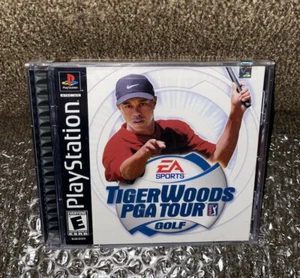 PlayStation
EA
SPORTS
TIGER WOODS
PGA TOUR
GOLF
E